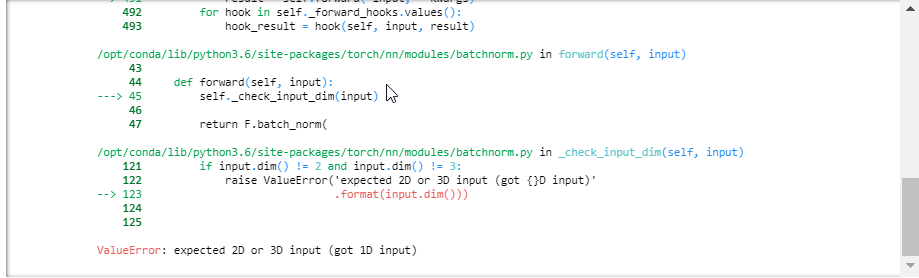 492 for hook in self._forward_hooks.values():
493 hook_result = hook(self, input, result)
/opt/conda/lib/python3.6/site-packages/torch/nn/modules/batchnorm.py in forward(self, input)
43
44 def forward(self, input):
---> 45 self._check_input_dim(input)
46
47 return F.batch_norm(
/opt/conda/lib/python3.6/site-packages/torch/nn/modules/batchnorm.py in _check_input_dim(self, input)
121 if input.dim() != 2 and input.dim() != 3:
122 raise ValueError('expected 2D or 3D input (got {}D input)'
--> 123 .format(input.dim()))
124
125
ValueError: expected 2D or 3D input (got 1D input)